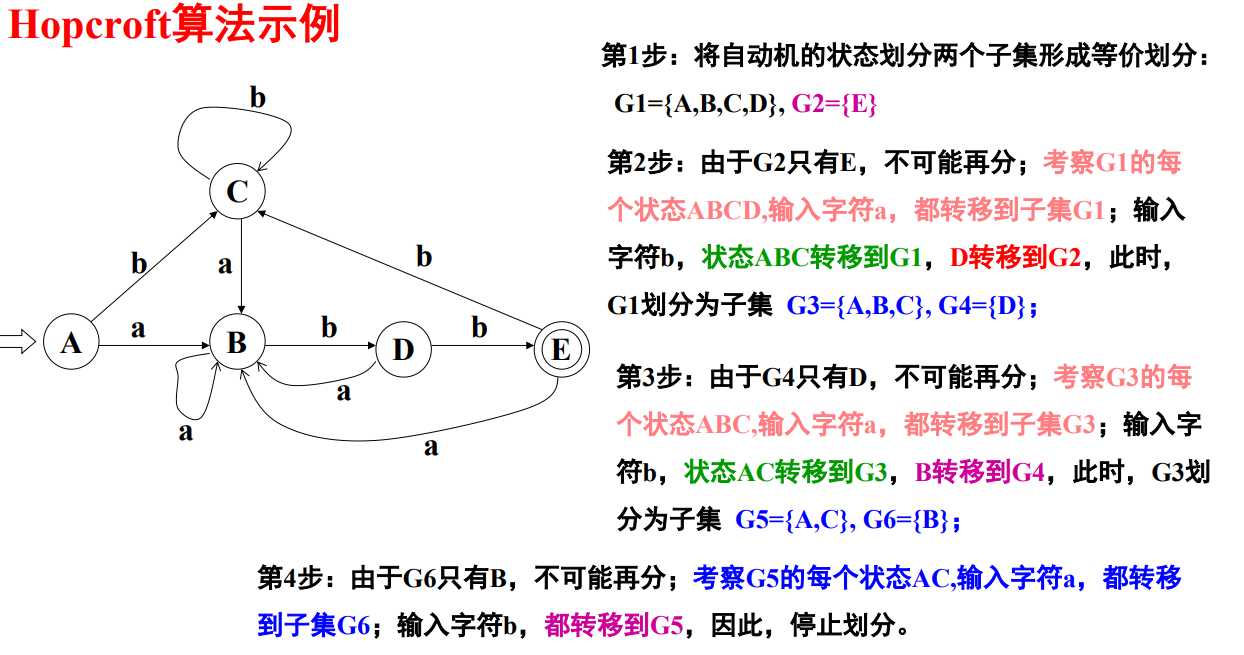 Hopcroft算法示例
b
C
b
a
b
A
a
B
b
D
b
E
a
a
a
第1步：将自动机的状态划分两个子集形成等价划分：
G1={A,B,C,D}, G2={E}
第2步：由于G2只有E，不可能再分；考察G1的每
个状态ABCD,输入字符a，都转移到子集G1；输入
字符b，状态ABC转移到G1，D转移到G2，此时，
G1划分为子集 G3={A,B,C}, G4={D}；
第3步：由于G4只有D，不可能再分；考察G3的每
个状态ABC,输入字符a，都转移到子集G3；输入字
符b，状态AC转移到G3，B转移到G4，此时，G3划
分为子集 G5={A,C}, G6={B}；
第4步：由于G6只有B，不可能再分；考察G5的每个状态AC,输入字符a，都转移
到子集G6；输入字符b，都转移到G5，因此，停止划分。